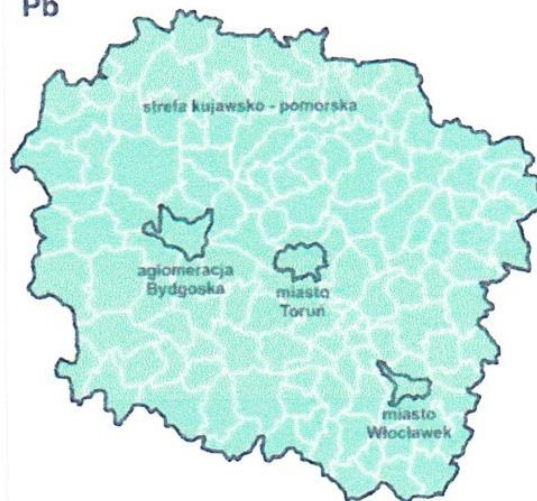 Pb
strefa kujawsko - pomorska
aglomeracja
Bydgoska
miasto
Toruń
miasto
Włocławek